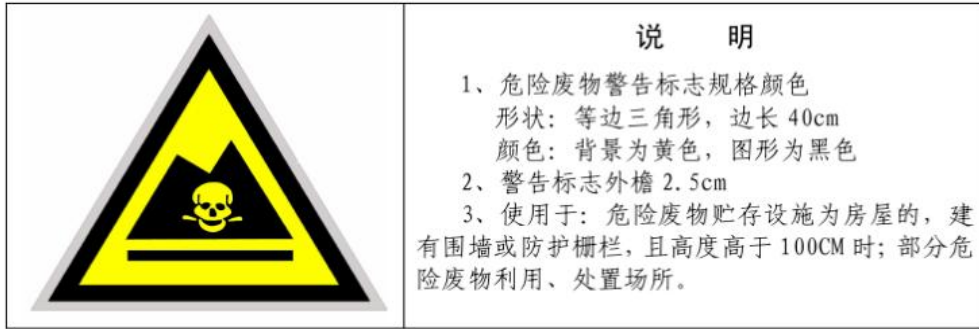 说 明
1、危险废物警告标志规格颜色
形状：等边三角形，边长 40cm
颜色：背景为黄色，图形为黑色
2、警告标志外檐 2.5cm
3、使用于：危险废物贮存设施为房屋的，建
有围墙或防护栅栏，且高度高于 100CM 时；部分危
险废物利用、处置场所。